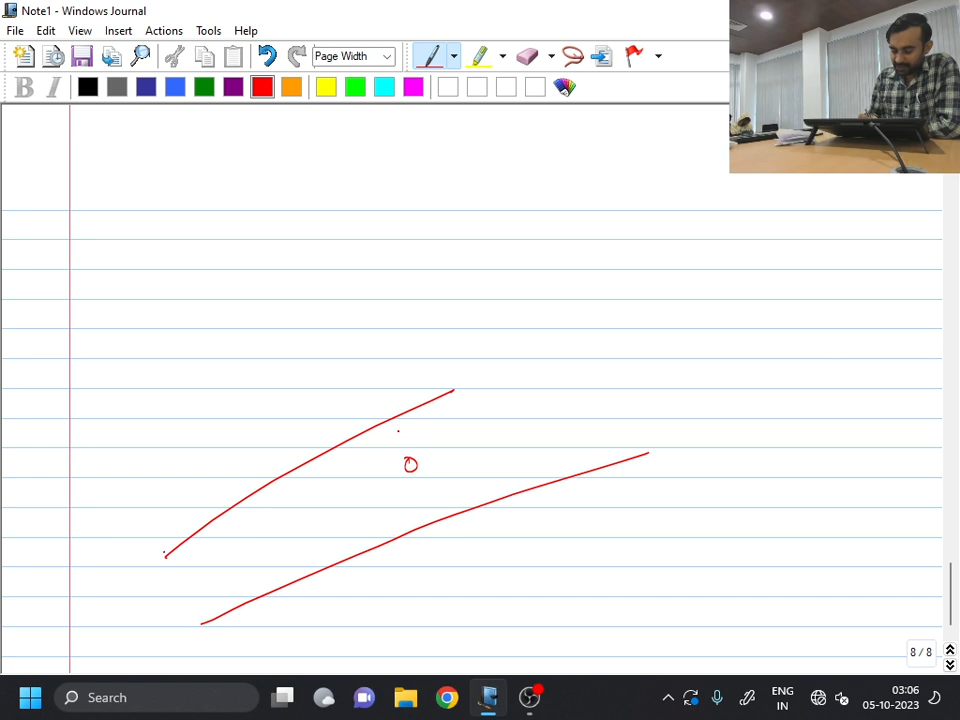 Note1 - Windows Journal
File Edit View Insert Actions Tools Help
Page Width
B I
O
8 / 8
Search
ENG
IN
03:06
05-10-2023